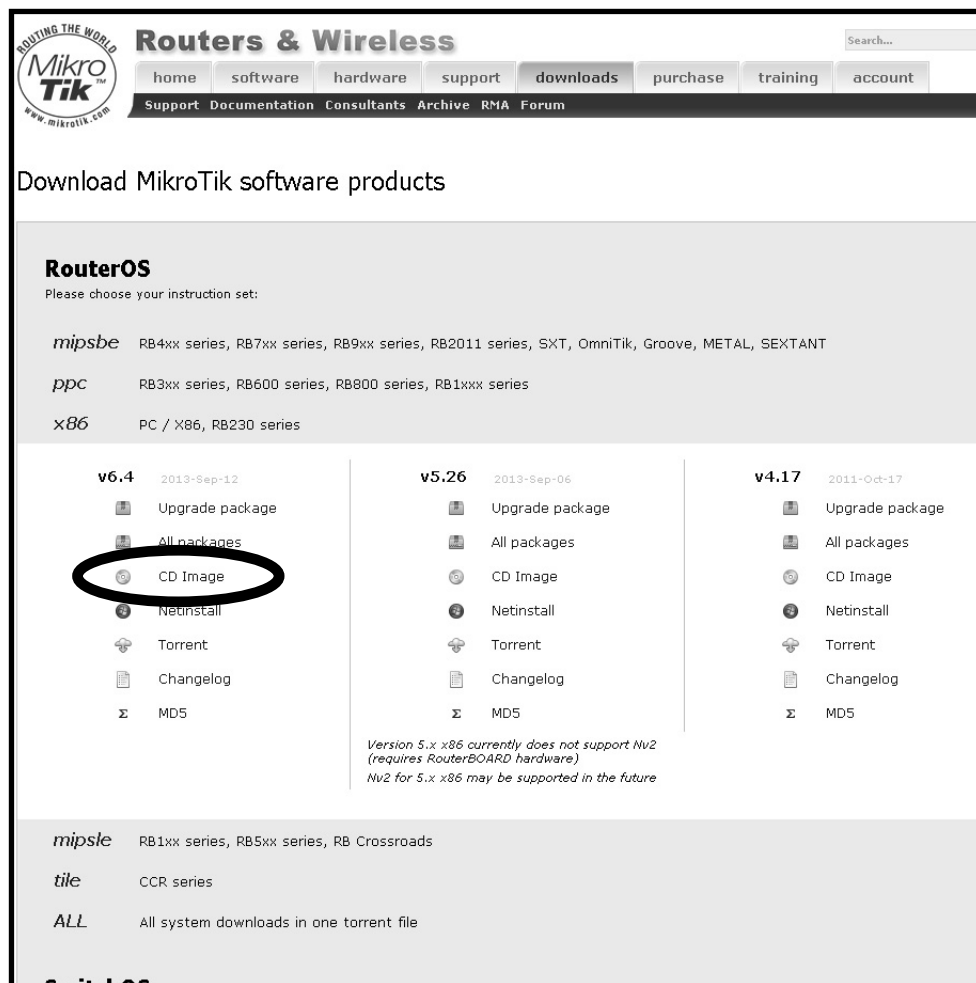 ROUTING THE WORLD
Mikro
Tik™
www.mikrotik.com
Routers & Wireless
Search...
home software hardware support downloads purchase training account
Support Documentation Consultants Archive RMA Forum
Download MikroTik software products
RouterOS
Please choose your instruction set:
mipsbe RB4xx series, RB7xx series, RB9xx series, RB2011 series, SXT, OmniTik, Groove, METAL, SEXTANT
ppc RB3xx series, RB600 series, RB800 series, RB1xxx series
x86 PC / X86, RB230 series
v6.4 2013-Sep-12
Upgrade package
All packages
CD Image
Netinstall
Torrent
Changelog
Σ MD5
v5.26 2013-Sep-06
Upgrade package
All packages
CD Image
Netinstall
Torrent
Changelog
Σ MD5
Version 5.x x86 currently does not support Nv2
(requires RouterBOARD hardware)
Nv2 for 5.x x86 may be supported in the future
v4.17 2011-Oct-17
Upgrade package
All packages
CD Image
Netinstall
Torrent
Changelog
Σ MD5
mipsle RB1xx series, RB5xx series, RB Crossroads
tile CCR series
ALL All system downloads in one torrent file